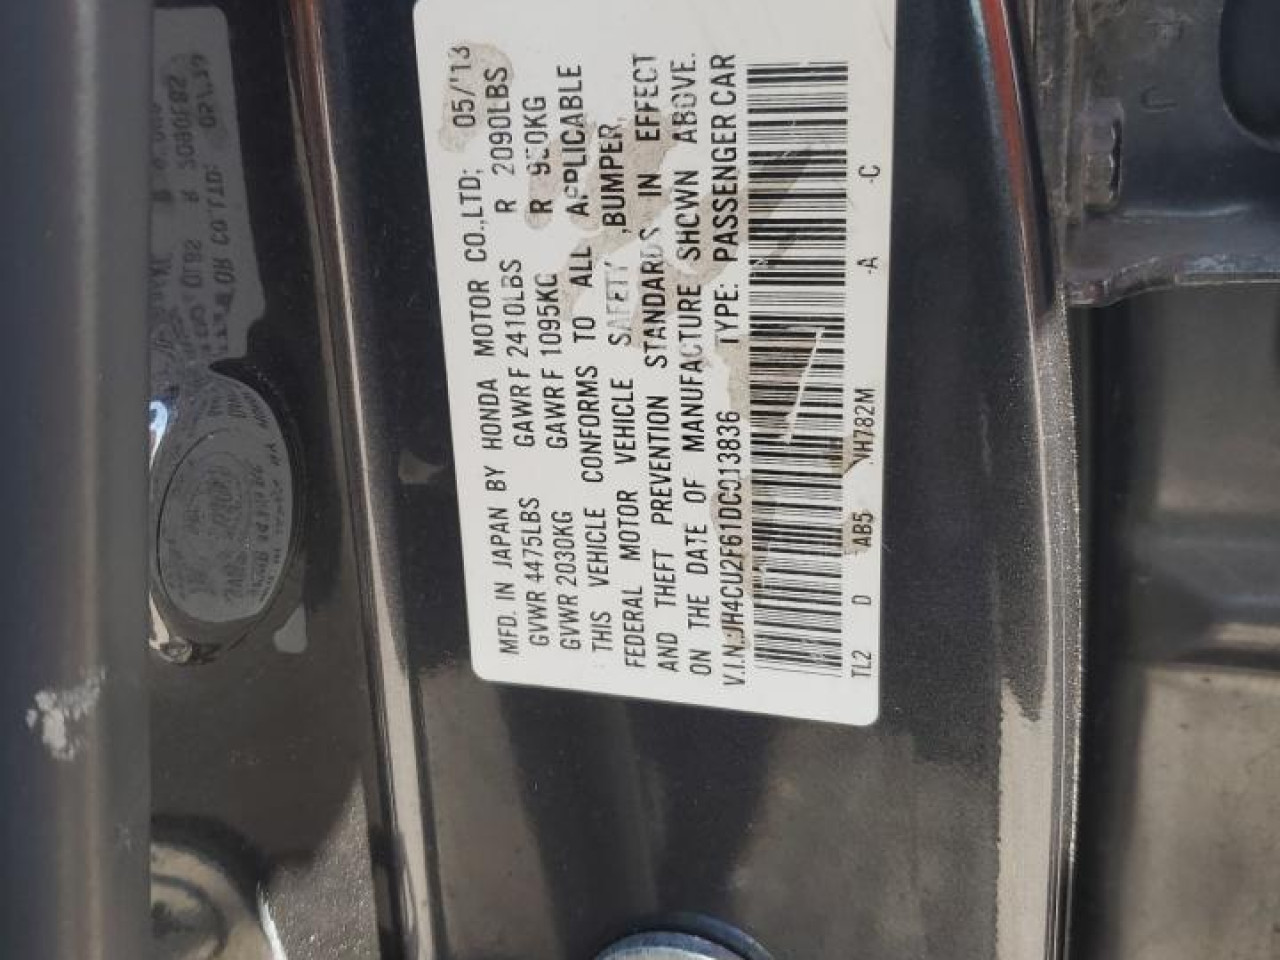 MFD. IN JAPAN BY HONDA MOTOR CO.,LTD; 05/'13
GVWR 4475LBS GAWR F 2410LBS R 2090LBS
GVWR 2030KG GAWR F 1095KG R 950KG
THIS VEHICLE CONFORMS TO ALL APPLICABLE
FEDERAL MOTOR VEHICLE SAFETY ,BUMPER,
AND THEFT PREVENTION STANDARDS IN EFFECT
ON THE DATE OF MANUFACTURE SHOWN ABOVE.
V.I.N.:JH4CU2F61DC013836 TYPE: PASSENGER CAR
TL2 D AB5 NH782M -A -C